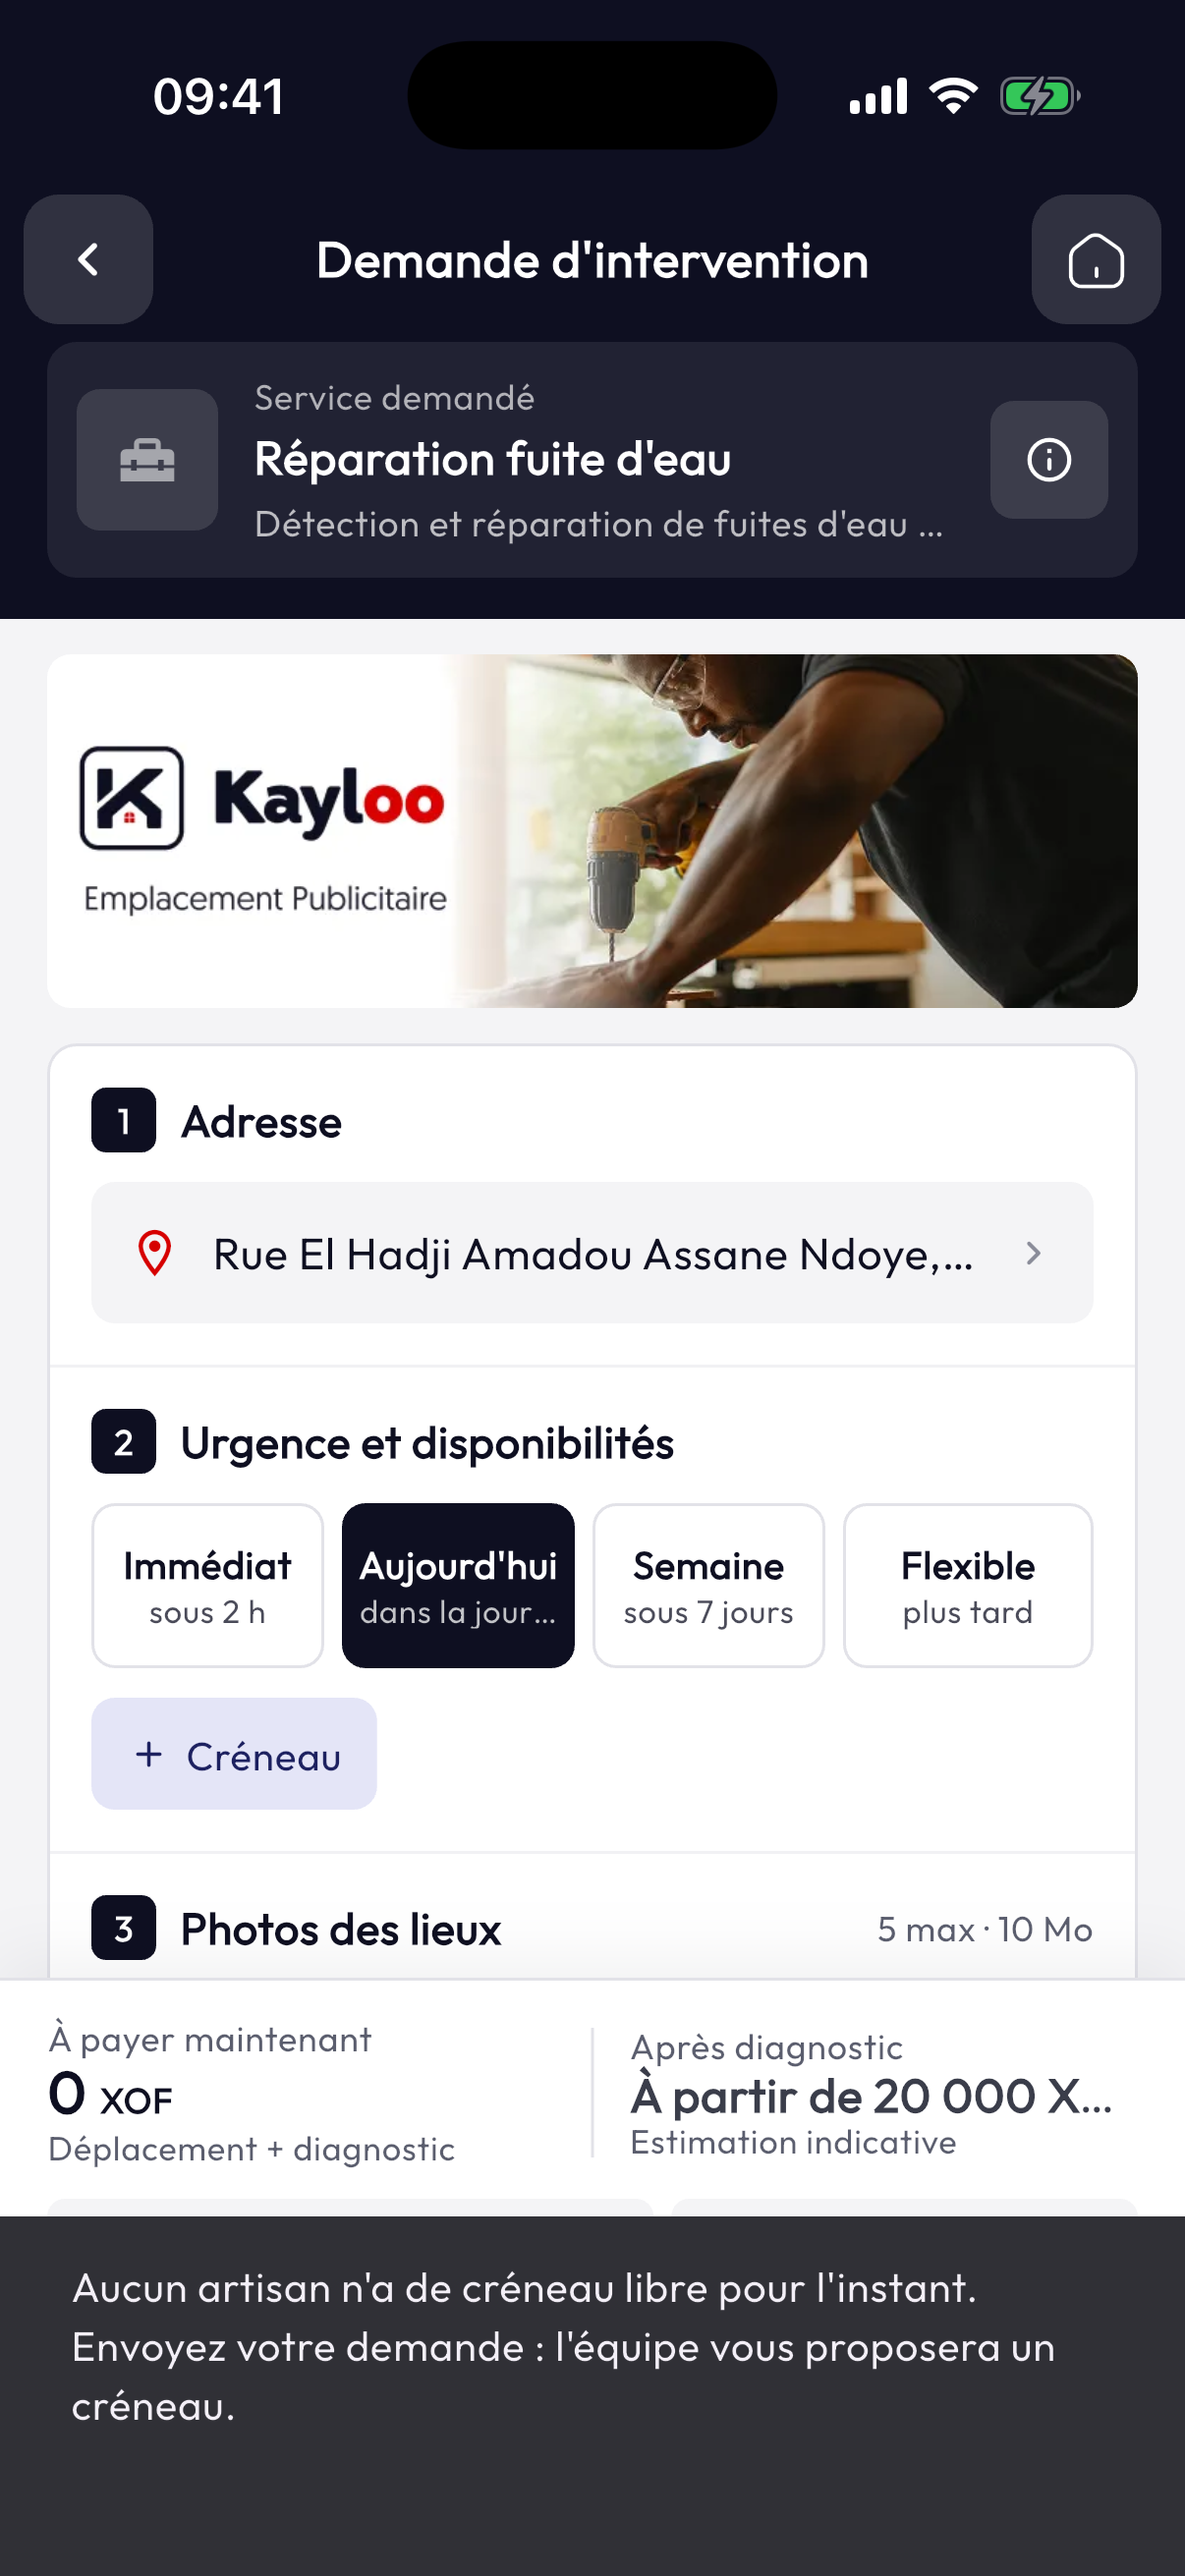 09:41
Demande d'intervention
Service demandé
Réparation fuite d'eau
Détection et réparation de fuites d'eau ...
Kayloo
Emplacement Publicitaire
1 Adresse
Rue El Hadji Amadou Assane Ndoye,...
2 Urgence et disponibilités
Immédiat
sous 2 h
Aujourd'hui
dans la jour...
Semaine
sous 7 jours
Flexible
plus tard
+ Créneau
3 Photos des lieux
5 max · 10 Mo
À payer maintenant
0 XOF
Déplacement + diagnostic
Après diagnostic
À partir de 20 000 X...
Estimation indicative
Aucun artisan n'a de créneau libre pour l'instant.
Envoyez votre demande : l'équipe vous proposera un
créneau.